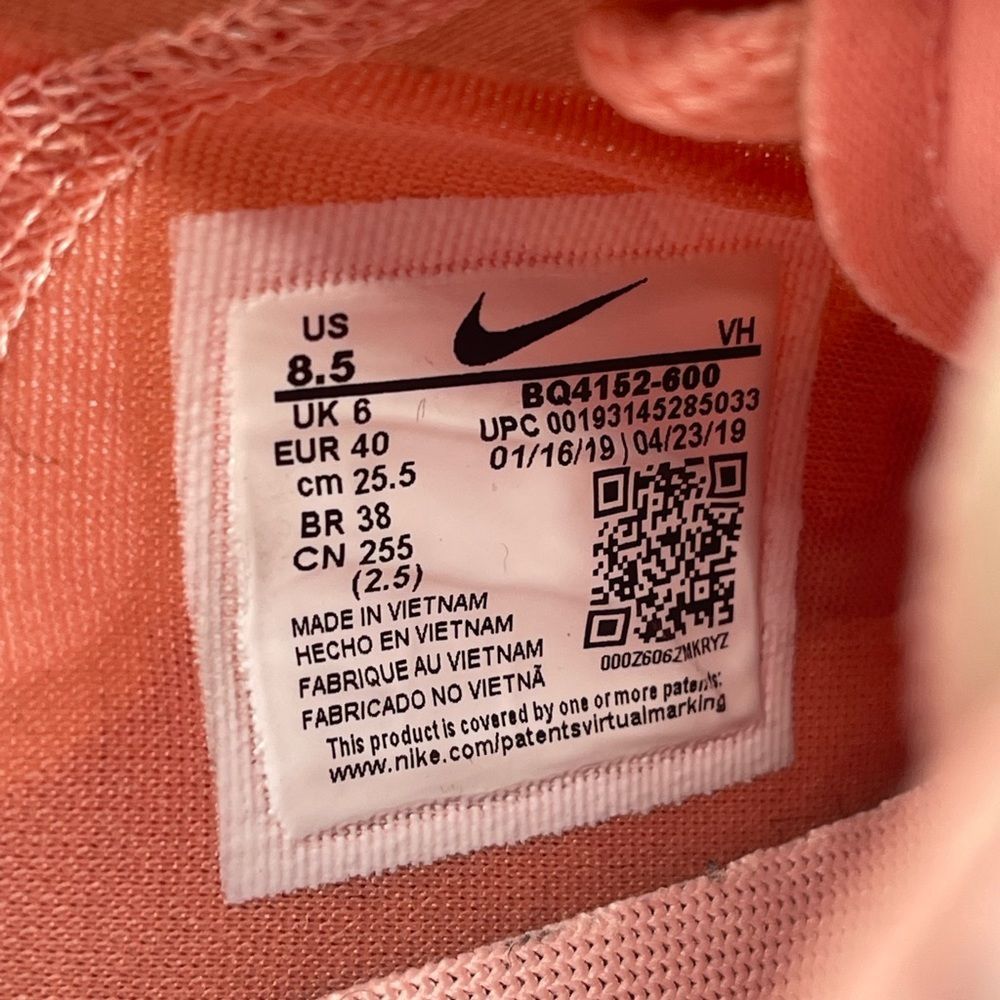 US
8.5
VH
UK 6
EUR 40
cm 25.5
BR 38
CN 255
(2.5)
BQ4152-600
UPC 00193145285033
01/16/19 | 04/23/19
000Z606ZMKRYZ
MADE IN VIETNAM
HECHO EN VIETNAM
FABRIQUE AU VIETNAM
FABRICADO NO VIETNÃ
This product is covered by one or more patents:
www.nike.com/patentsvirtualmarking